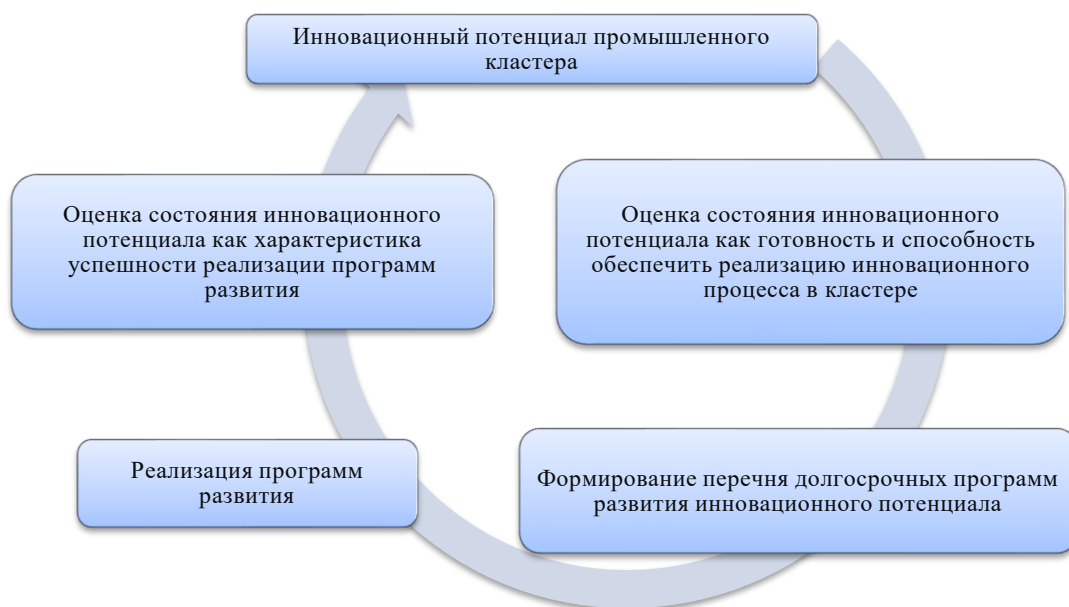 Инновационный потенциал промышленного
кластера
Оценка состояния инновационного
потенциала как готовность и способность
обеспечить реализацию инновационного
процесса в кластере
Формирование перечня долгосрочных программ
развития инновационного потенциала
Реализация программ
развития
Оценка состояния инновационного
потенциала как характеристика
успешности реализации программ
развития